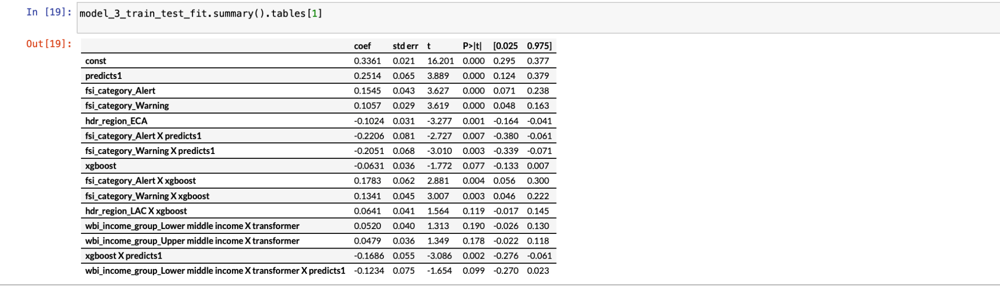 In [19]: model_3_train_test_fit.summary().tables[1]
Out[19]:
coef std err t P>|t| [0.025 0.975]
const 0.3361 0.021 16.201 0.000 0.295 0.377
predicts1 0.2514 0.065 3.889 0.000 0.124 0.379
fsi_category_Alert 0.1545 0.043 3.627 0.000 0.071 0.238
fsi_category_Warning 0.1057 0.029 3.619 0.000 0.048 0.163
hdr_region_ECA -0.1024 0.031 -3.277 0.001 -0.164 -0.041
fsi_category_Alert X predicts1 -0.2206 0.081 -2.727 0.007 -0.380 -0.061
fsi_category_Warning X predicts1 -0.2051 0.068 -3.010 0.003 -0.339 -0.071
xgboost -0.0631 0.036 -1.772 0.077 -0.133 0.007
fsi_category_Alert X xgboost 0.1783 0.062 2.881 0.004 0.056 0.300
fsi_category_Warning X xgboost 0.1341 0.045 3.007 0.003 0.046 0.222
hdr_region_LAC X xgboost 0.0641 0.041 1.564 0.119 -0.017 0.145
wbi_income_group_Lower middle income X transformer 0.0520 0.040 1.313 0.190 -0.026 0.130
wbi_income_group_Upper middle income X transformer 0.0479 0.036 1.349 0.178 -0.022 0.118
xgboost X predicts1 -0.1686 0.055 -3.086 0.002 -0.276 -0.061
wbi_income_group_Lower middle income X transformer X predicts1 -0.1234 0.075 -1.654 0.099 -0.270 0.023